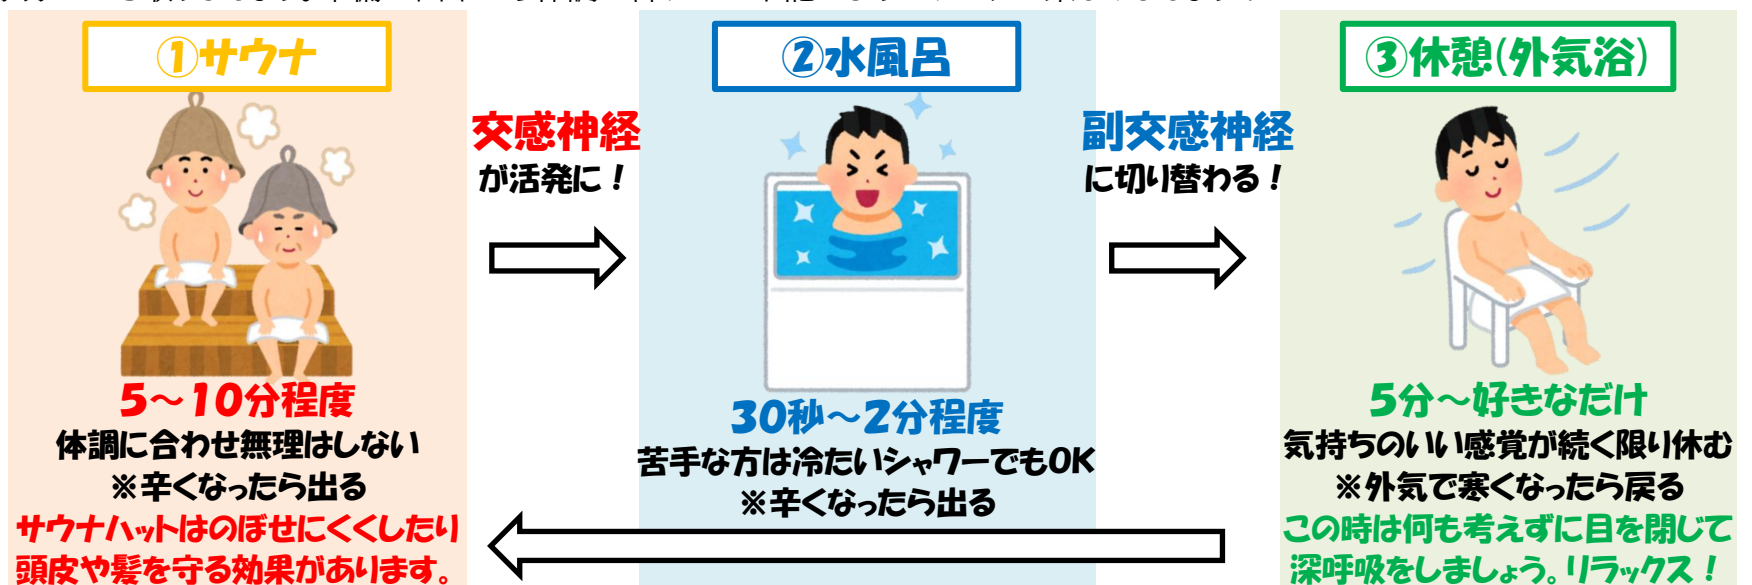 ①サウナ
5～10分程度
体調に合わせ無理はしない
※辛くなったら出る
サウナハットはのぼせにくくしたり
頭皮や髪を守る効果があります。
交感神経
が活発に！
②水風呂
30秒～2分程度
苦手な方は冷たいシャワーでもOK
※辛くなったら出る
副交感神経
に切り替わる！
③休憩(外気浴)
5分～好きなだけ
気持ちのいい感覚が続く限り休む
※外気で寒くなったら戻る
この時は何も考えずに目を閉じて
深呼吸をしましょう。リラックス！